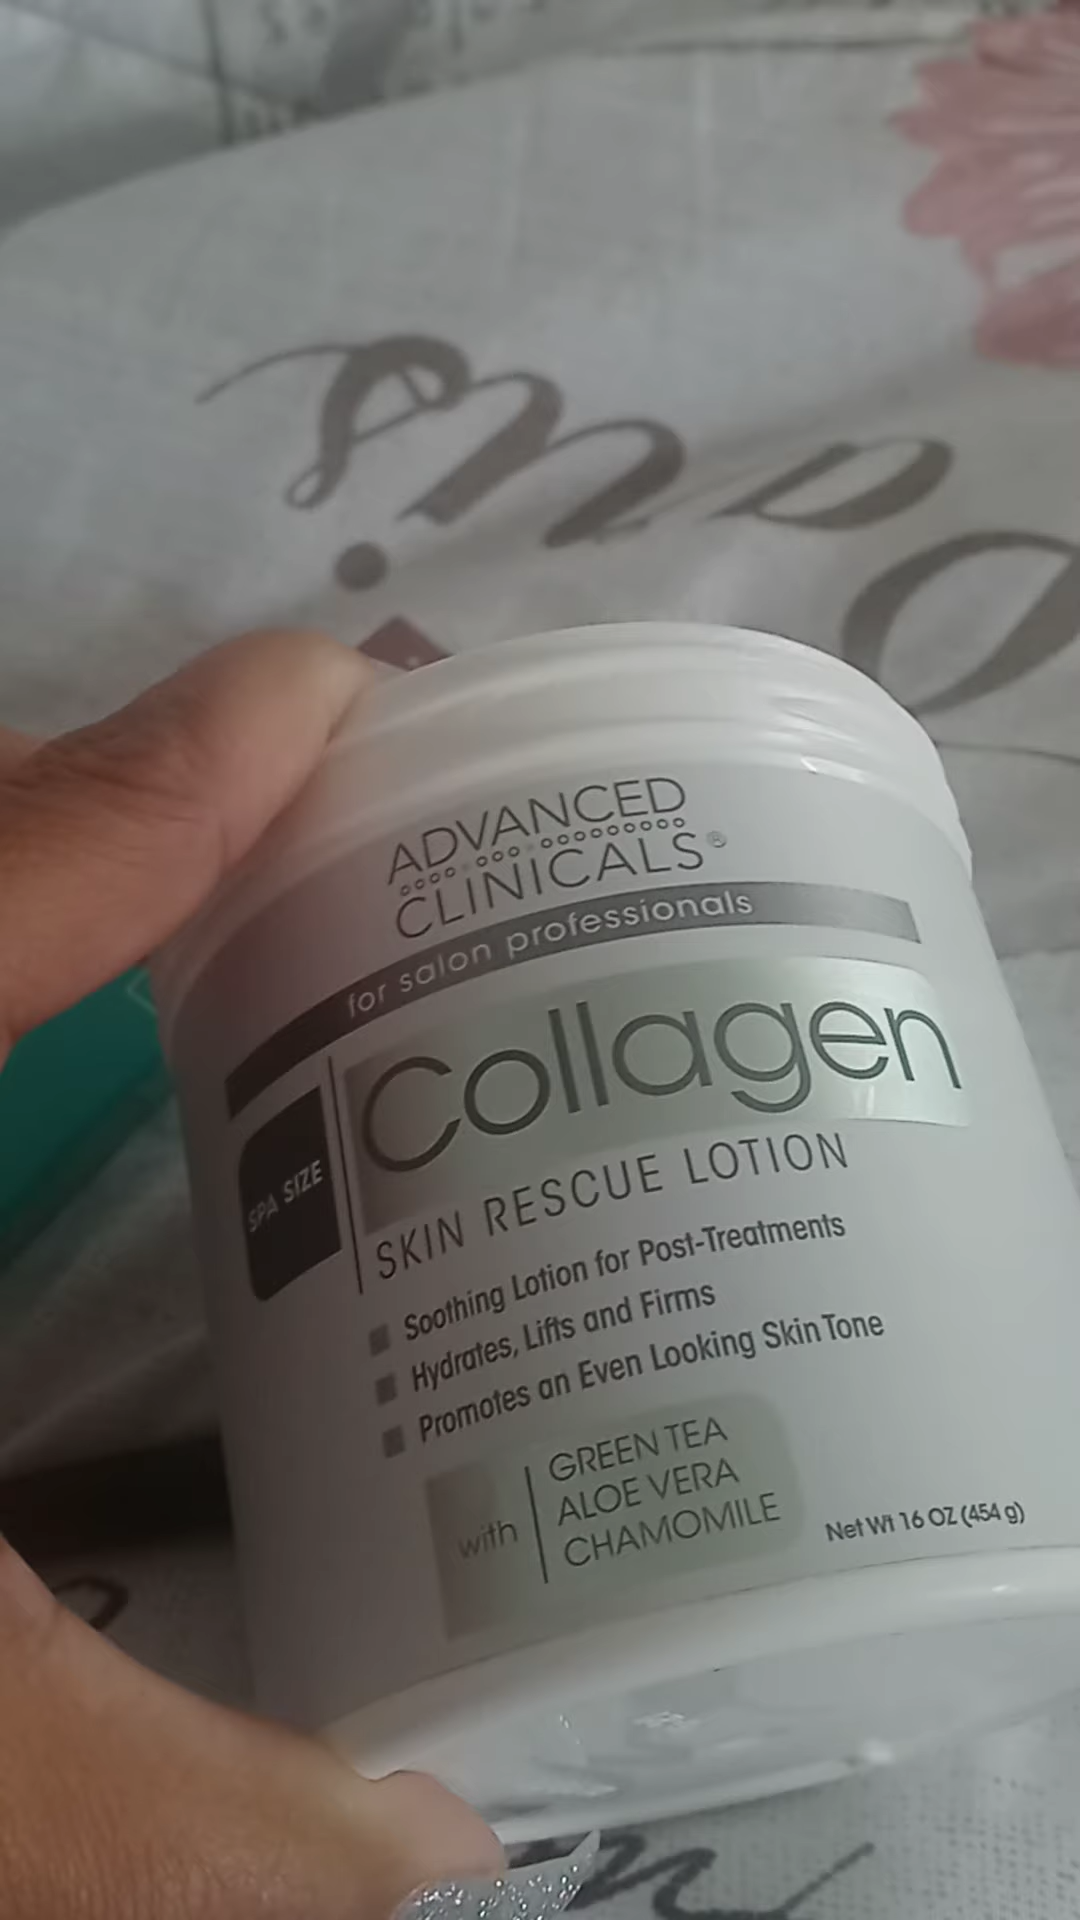 ADVANCED
CLINICALS®
for salon professionals
SPA SIZE
Collagen
SKIN RESCUE LOTION
Soothing Lotion for Post-Treatments
Hydrates, Lifts and Firms
Promotes an Even Looking Skin Tone
with
GREEN TEA
ALOE VERA
CHAMOMILE
Net Wt 16 OZ (454 g)